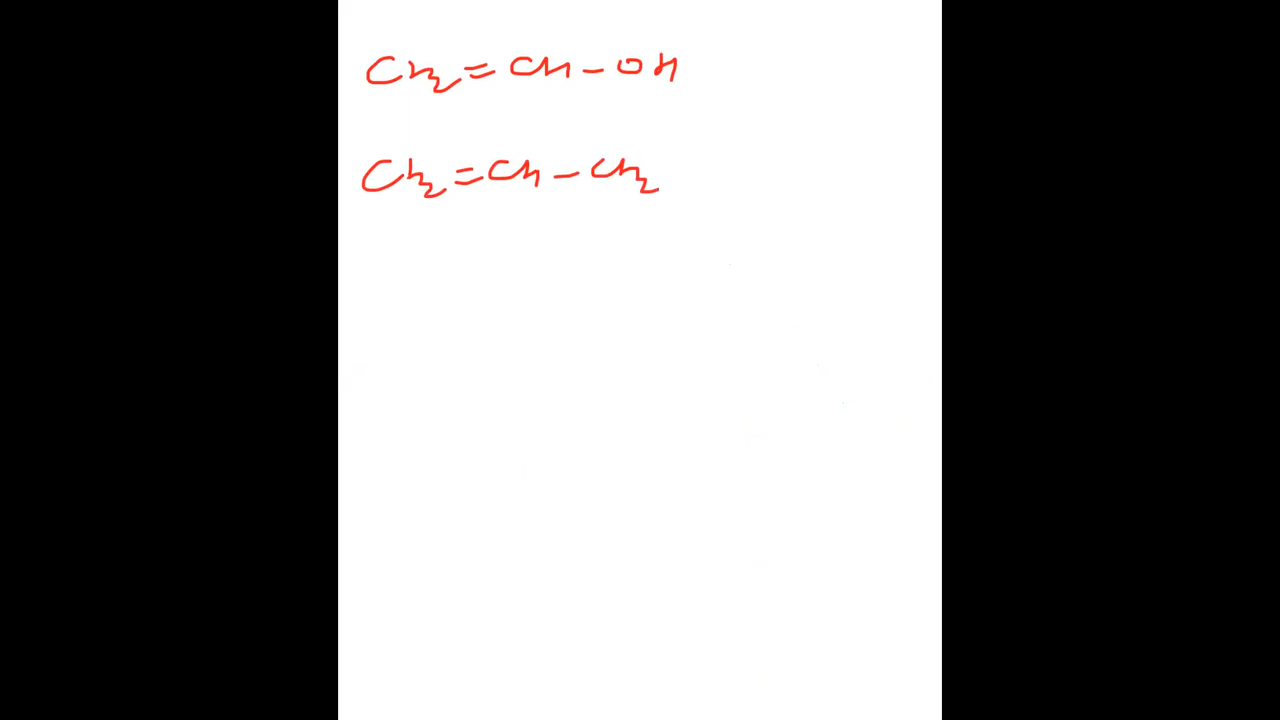 CH2 = CH - OH
CH2 = CH - CH2